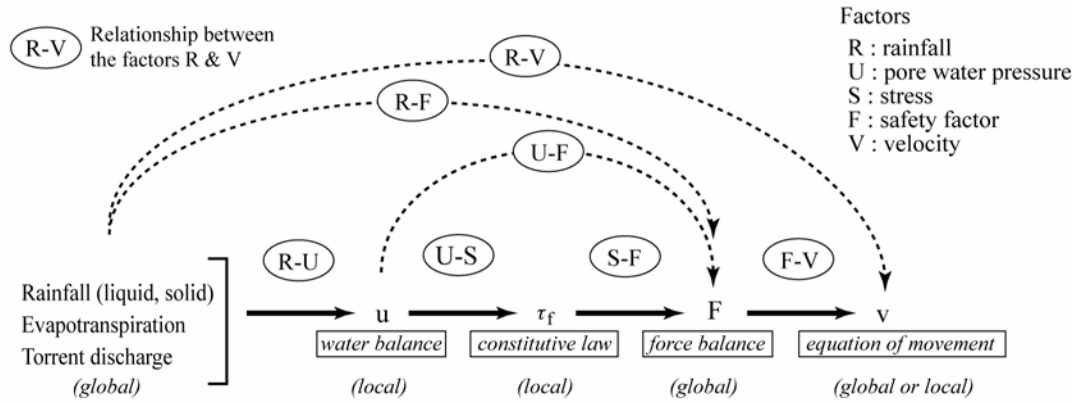 R-V
Relationship between
the factors R & V
Factors
R : rainfall
U : pore water pressure
S : stress
F : safety factor
V : velocity
R-V
R-F
U-F
R-U
U-S
S-F
F-V
Rainfall (liquid, solid)
Evapotranspiration
Torrent discharge
(global)
u
τf
F
v
water balance
constitutive law
force balance
equation of movement
(local)
(local)
(global)
(global or local)